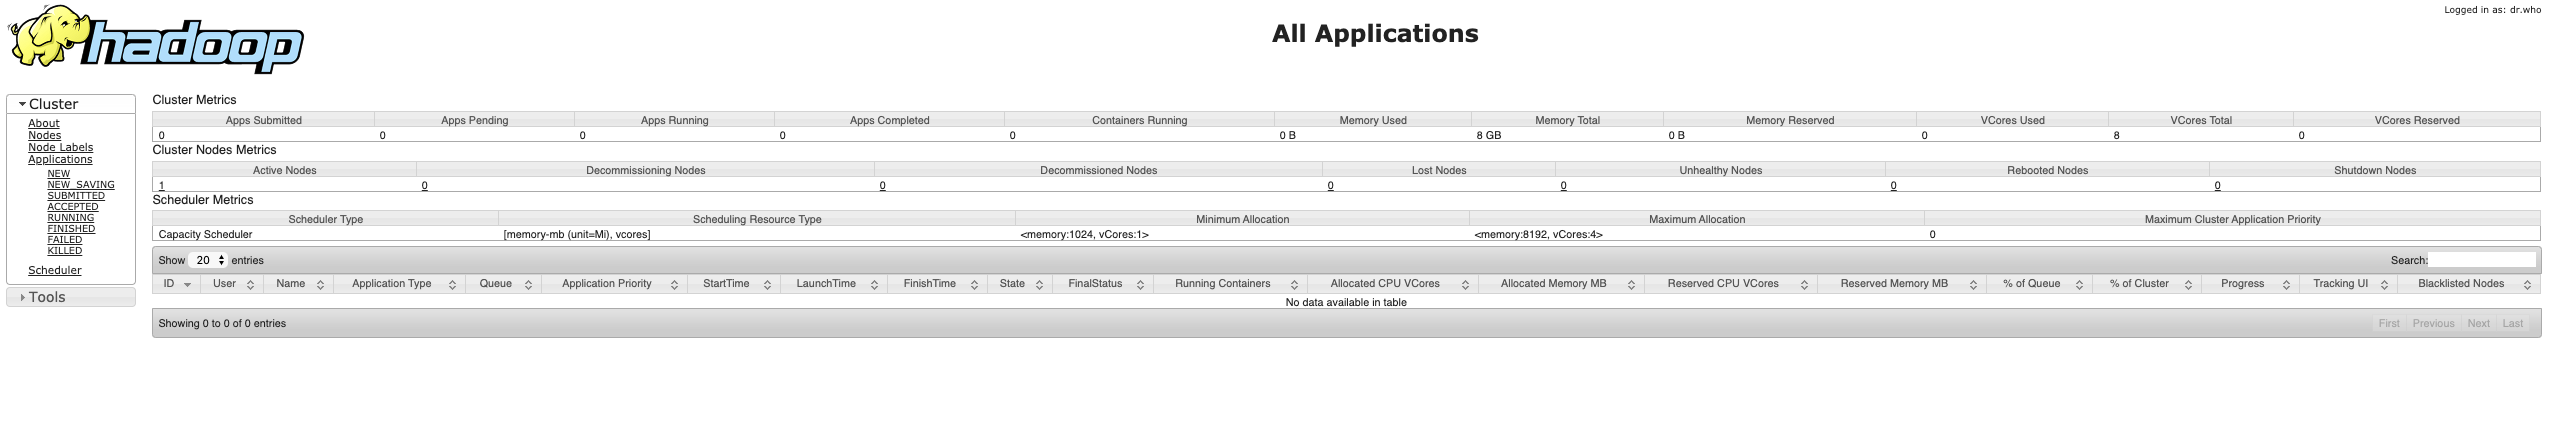 Logged in as: dr.who
hadoop
All Applications
Cluster
About
Nodes
Node Labels
Applications
NEW
NEW_SAVING
SUBMITTED
ACCEPTED
RUNNING
FINISHED
FAILED
KILLED
Scheduler
Tools
Cluster Metrics
Apps Submitted Apps Pending Apps Running Apps Completed Containers Running Memory Used Memory Total Memory Reserved VCores Used VCores Total VCores Reserved
0 0 0 0 0 0 B 8 GB 0 B 0 8 0
Cluster Nodes Metrics
Active Nodes Decommissioning Nodes Decommissioned Nodes Lost Nodes Unhealthy Nodes Rebooted Nodes Shutdown Nodes
1 0 0 0 0 0 0
Scheduler Metrics
Scheduler Type Scheduling Resource Type Minimum Allocation Maximum Allocation Maximum Cluster Application Priority
Capacity Scheduler [memory-mb (unit=Mi), vcores] <memory:1024, vCores:1> <memory:8192, vCores:4> 0
Show 20 entries Search:
ID User Name Application Type Queue Application Priority StartTime LaunchTime FinishTime State FinalStatus Running Containers Allocated CPU VCores Allocated Memory MB Reserved CPU VCores Reserved Memory MB % of Queue % of Cluster Progress Tracking UI Blacklisted Nodes
No data available in table
Showing 0 to 0 of 0 entries First Previous Next Last